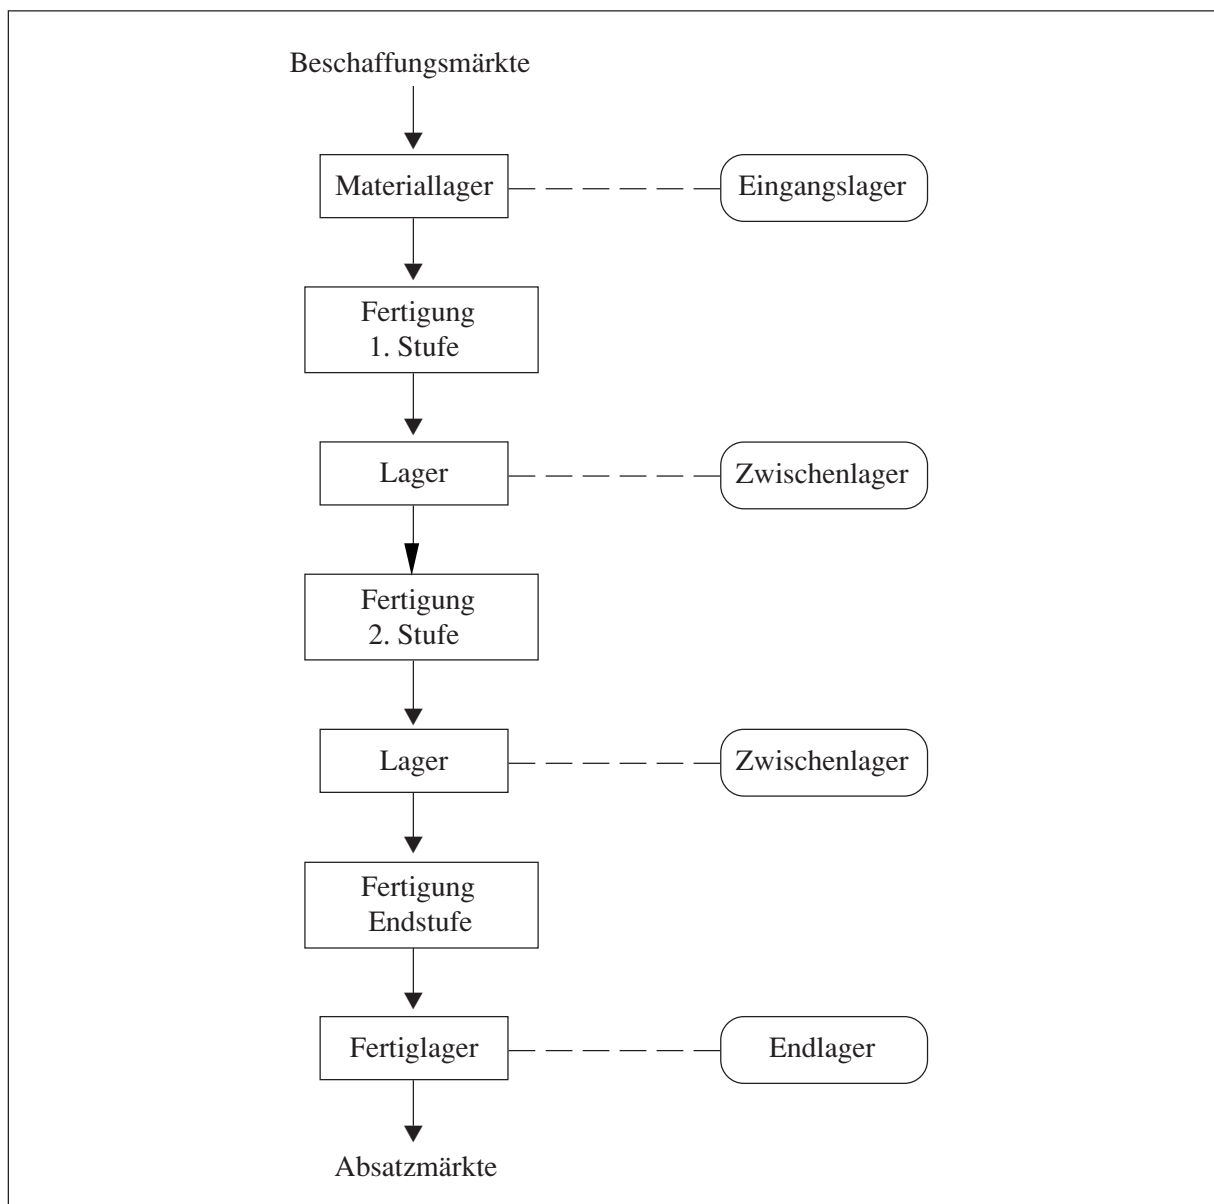 Beschaffungsmärkte
Materiallager
Eingangslager
Fertigung
1. Stufe
Lager
Zwischenlager
Fertigung
2. Stufe
Lager
Zwischenlager
Fertigung
Endstufe
Fertiglager
Endlager
Absatzmärkte